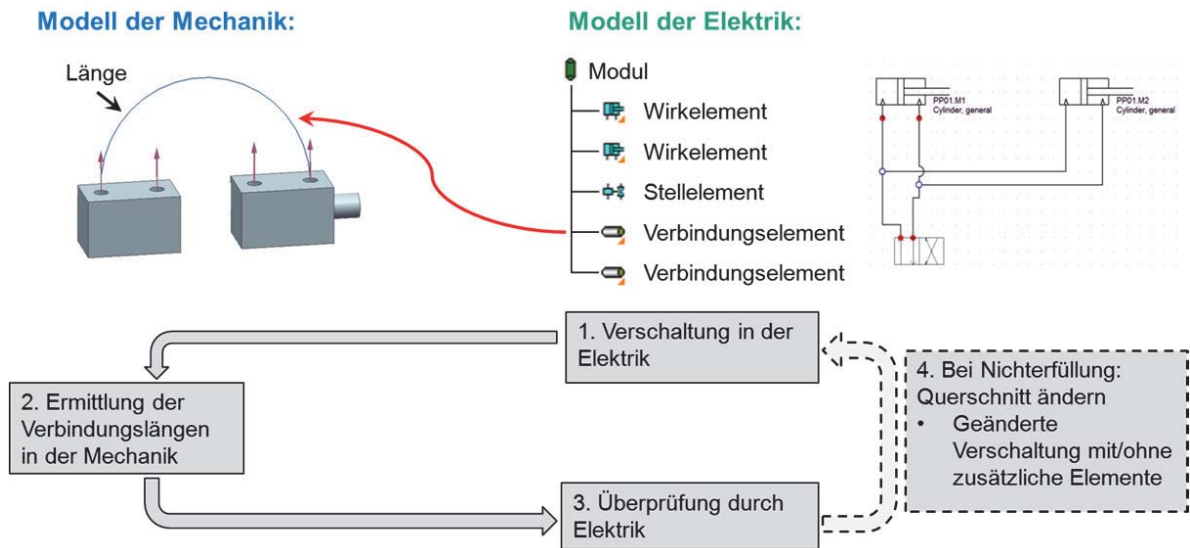 Modell der Mechanik:
Modell der Elektrik:
Länge
Modul
Wirkelement
Wirkelement
Stellelement
Verbindungselement
Verbindungselement
PP01.M1
Cylinder, general
PP01.M2
Cylinder, general
1. Verschaltung in der
Elektrik
2. Ermittlung der
Verbindungslängen
in der Mechanik
3. Überprüfung durch
Elektrik
4. Bei Nichterfüllung:
Querschnitt ändern
• Geänderte
Verschaltung mit/ohne
zusätzliche Elemente